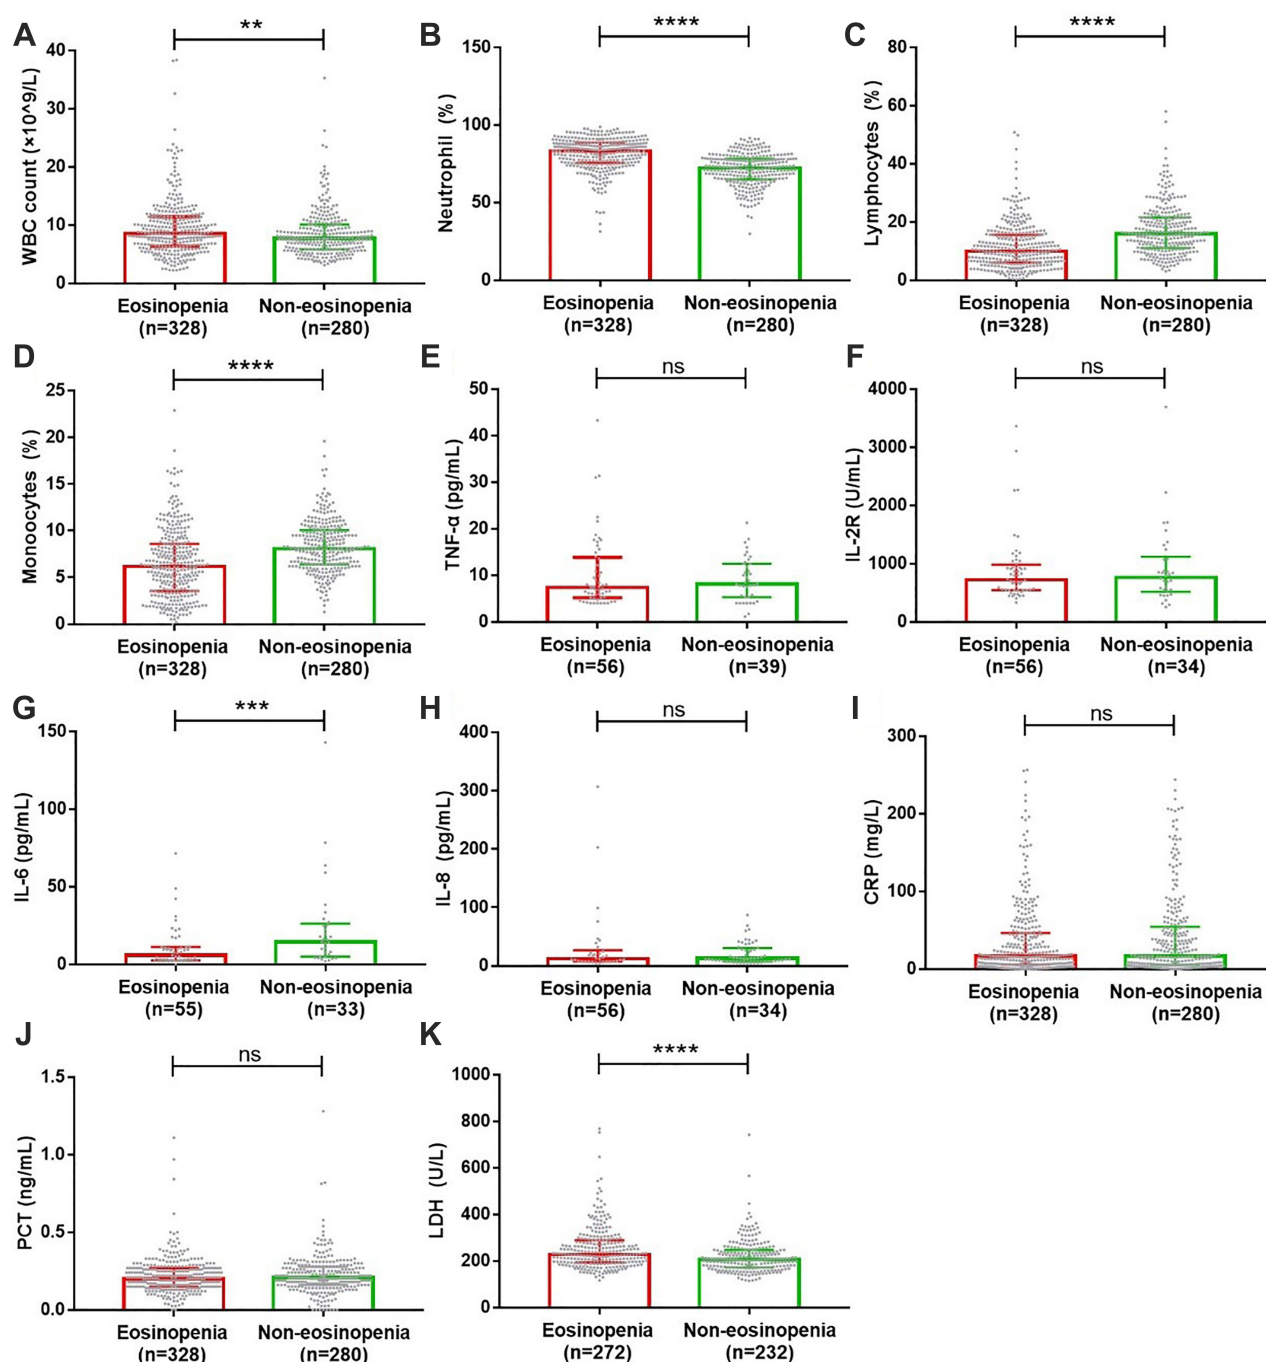 A
**
WBC count (×10^9/L)
40
30
20
10
0
Eosinopenia
(n=328)
Non-eosinopenia
(n=280)
B
****
Neutrophil (%)
150
100
50
0
Eosinopenia
(n=328)
Non-eosinopenia
(n=280)
C
****
Lymphocytes (%)
80
60
40
20
0
Eosinopenia
(n=328)
Non-eosinopenia
(n=280)
D
****
Monoocytes (%)
25
20
15
10
5
0
Eosinopenia
(n=328)
Non-eosinopenia
(n=280)
E
ns
TNF-α (pg/mL)
50
40
30
20
10
0
Eosinopenia
(n=56)
Non-eosinopenia
(n=39)
F
ns
IL-2R (U/mL)
4000
3000
2000
1000
0
Eosinopenia
(n=56)
Non-eosinopenia
(n=34)
G
***
IL-6 (pg/mL)
150
100
50
0
Eosinopenia
(n=55)
Non-eosinopenia
(n=33)
H
ns
IL-8 (pg/mL)
400
300
200
100
0
Eosinopenia
(n=56)
Non-eosinopenia
(n=34)
I
ns
CRP (mg/L)
300
200
100
0
Eosinopenia
(n=328)
Non-eosinopenia
(n=280)
J
ns
PCT (ng/mL)
1.5
1.0
0.5
0.0
Eosinopenia
(n=328)
Non-eosinopenia
(n=280)
K
****
LDH (U/L)
1000
800
600
400
200
0
Eosinopenia
(n=272)
Non-eosinopenia
(n=232)